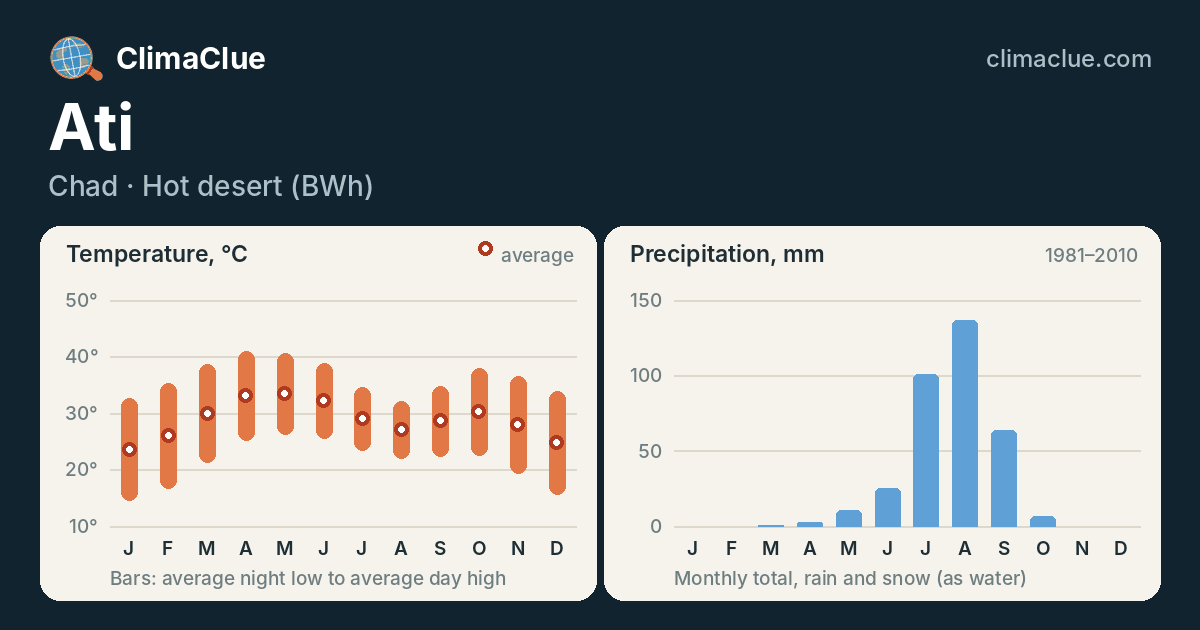 ClimaClue
climaclue.com
Ati
Chad · Hot desert (BWh)
Temperature, °C
average
50°
40°
30°
20°
10°
J F M A M J J A S O N D
Bars: average night low to average day high
Precipitation, mm
1981–2010
150
100
50
0
J F M A M J J A S O N D
Monthly total, rain and snow (as water)